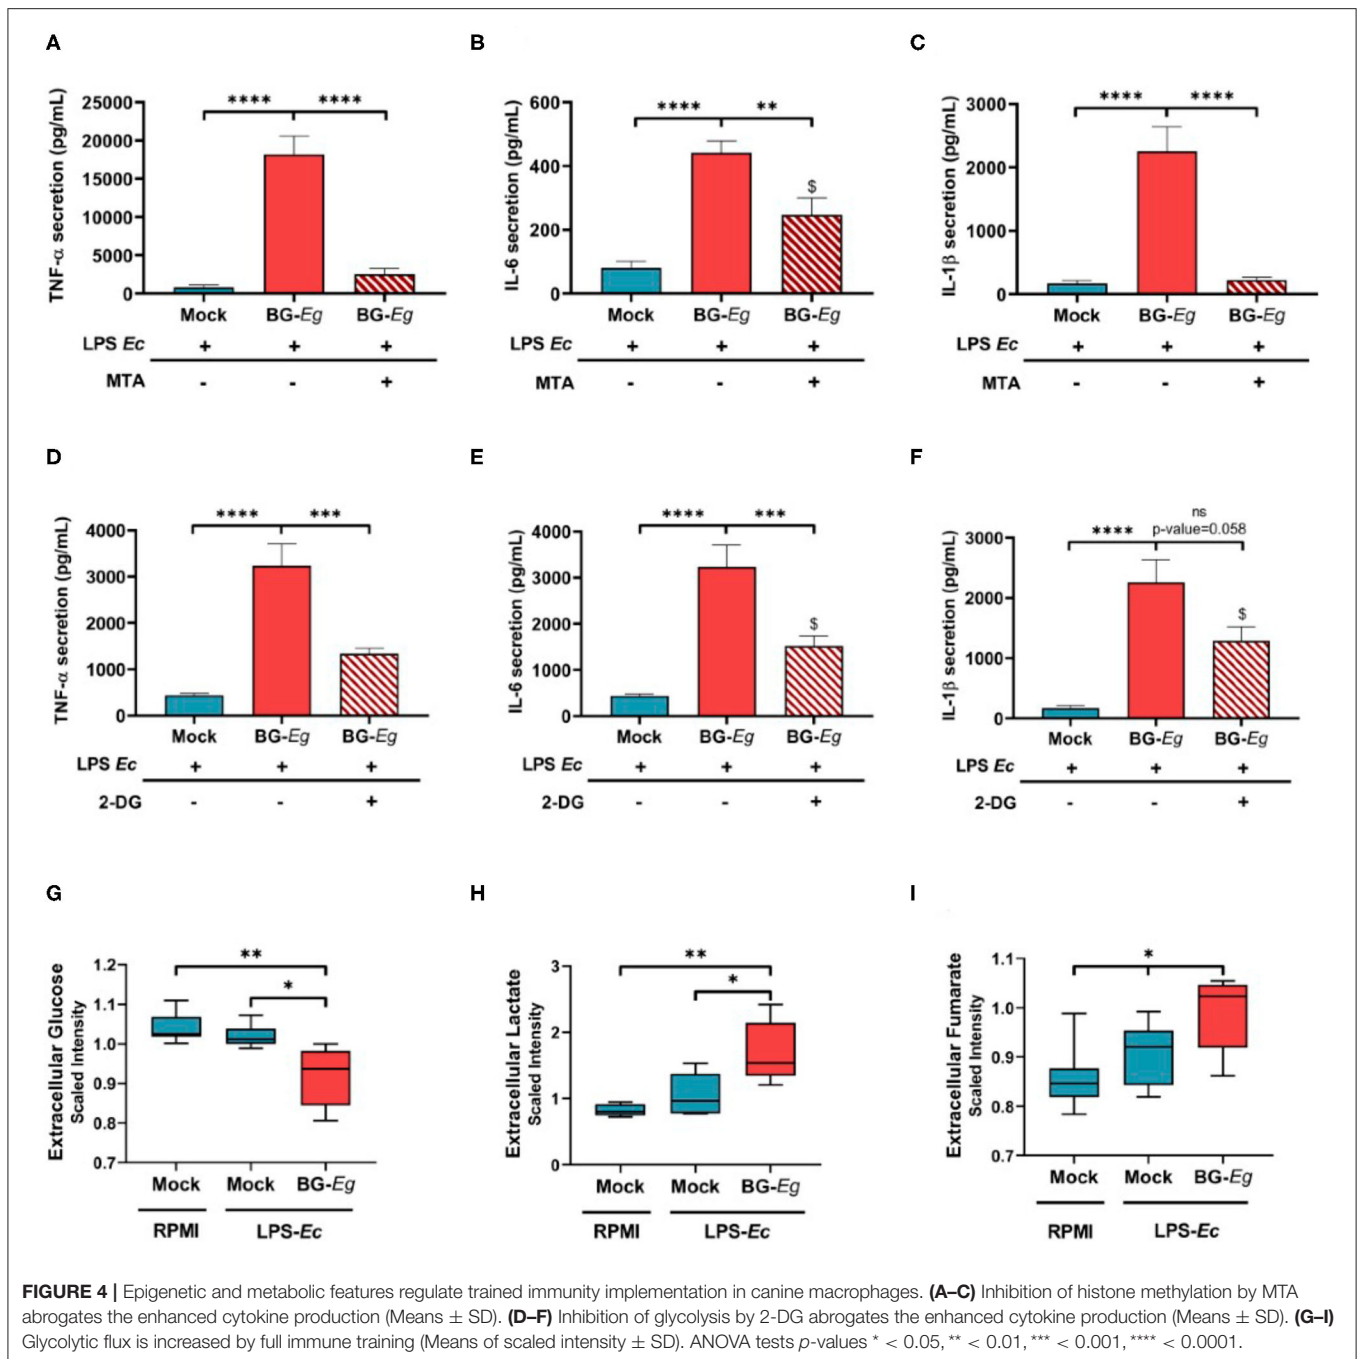 A
B
C
TNF-α secretion (pg/mL)
25000
20000
15000
10000
5000
0
**** ****
Mock BG-Eg BG-Eg
LPS Ec + + +
MTA - - +
IL-6 secretion (pg/mL)
600
400
200
0
**** **
$
Mock BG-Eg BG-Eg
LPS Ec + + +
MTA - - +
IL-1β secretion (pg/mL)
3000
2000
1000
0
**** ****
Mock BG-Eg BG-Eg
LPS Ec + + +
MTA - - +
D
E
F
TNF-α secretion (pg/mL)
4000
3000
2000
1000
0
**** ***
Mock BG-Eg BG-Eg
LPS Ec + + +
2-DG - - +
IL-6 secretion (pg/mL)
4000
3000
2000
1000
0
**** ***
$
Mock BG-Eg BG-Eg
LPS Ec + + +
2-DG - - +
IL-1β secretion (pg/mL)
3000
2000
1000
0
ns
**** p-value=0.058
$
Mock BG-Eg BG-Eg
LPS Ec + + +
2-DG - - +
G
H
I
Extracellular Glucose
Scaled Intensity
1.2
1.1
1.0
0.9
0.8
0.7
**
*
Mock Mock BG-Eg
RPMI LPS-Ec
Extracellular Lactate
Scaled Intensity
3
2
1
0
**
*
Mock Mock BG-Eg
RPMI LPS-Ec
Extracellular Fumarate
Scaled Intensity
1.1
1.0
0.9
0.8
0.7
*
Mock Mock BG-Eg
RPMI LPS-Ec
FIGURE 4 | Epigenetic and metabolic features regulate trained immunity implementation in canine macrophages. (A–C) Inhibition of histone methylation by MTA
abrogates the enhanced cytokine production (Means ± SD). (D–F) Inhibition of glycolysis by 2-DG abrogates the enhanced cytokine production (Means ± SD). (G–I)
Glycolytic flux is increased by full immune training (Means of scaled intensity ± SD). ANOVA tests p-values * < 0.05, ** < 0.01, *** < 0.001, **** < 0.0001.